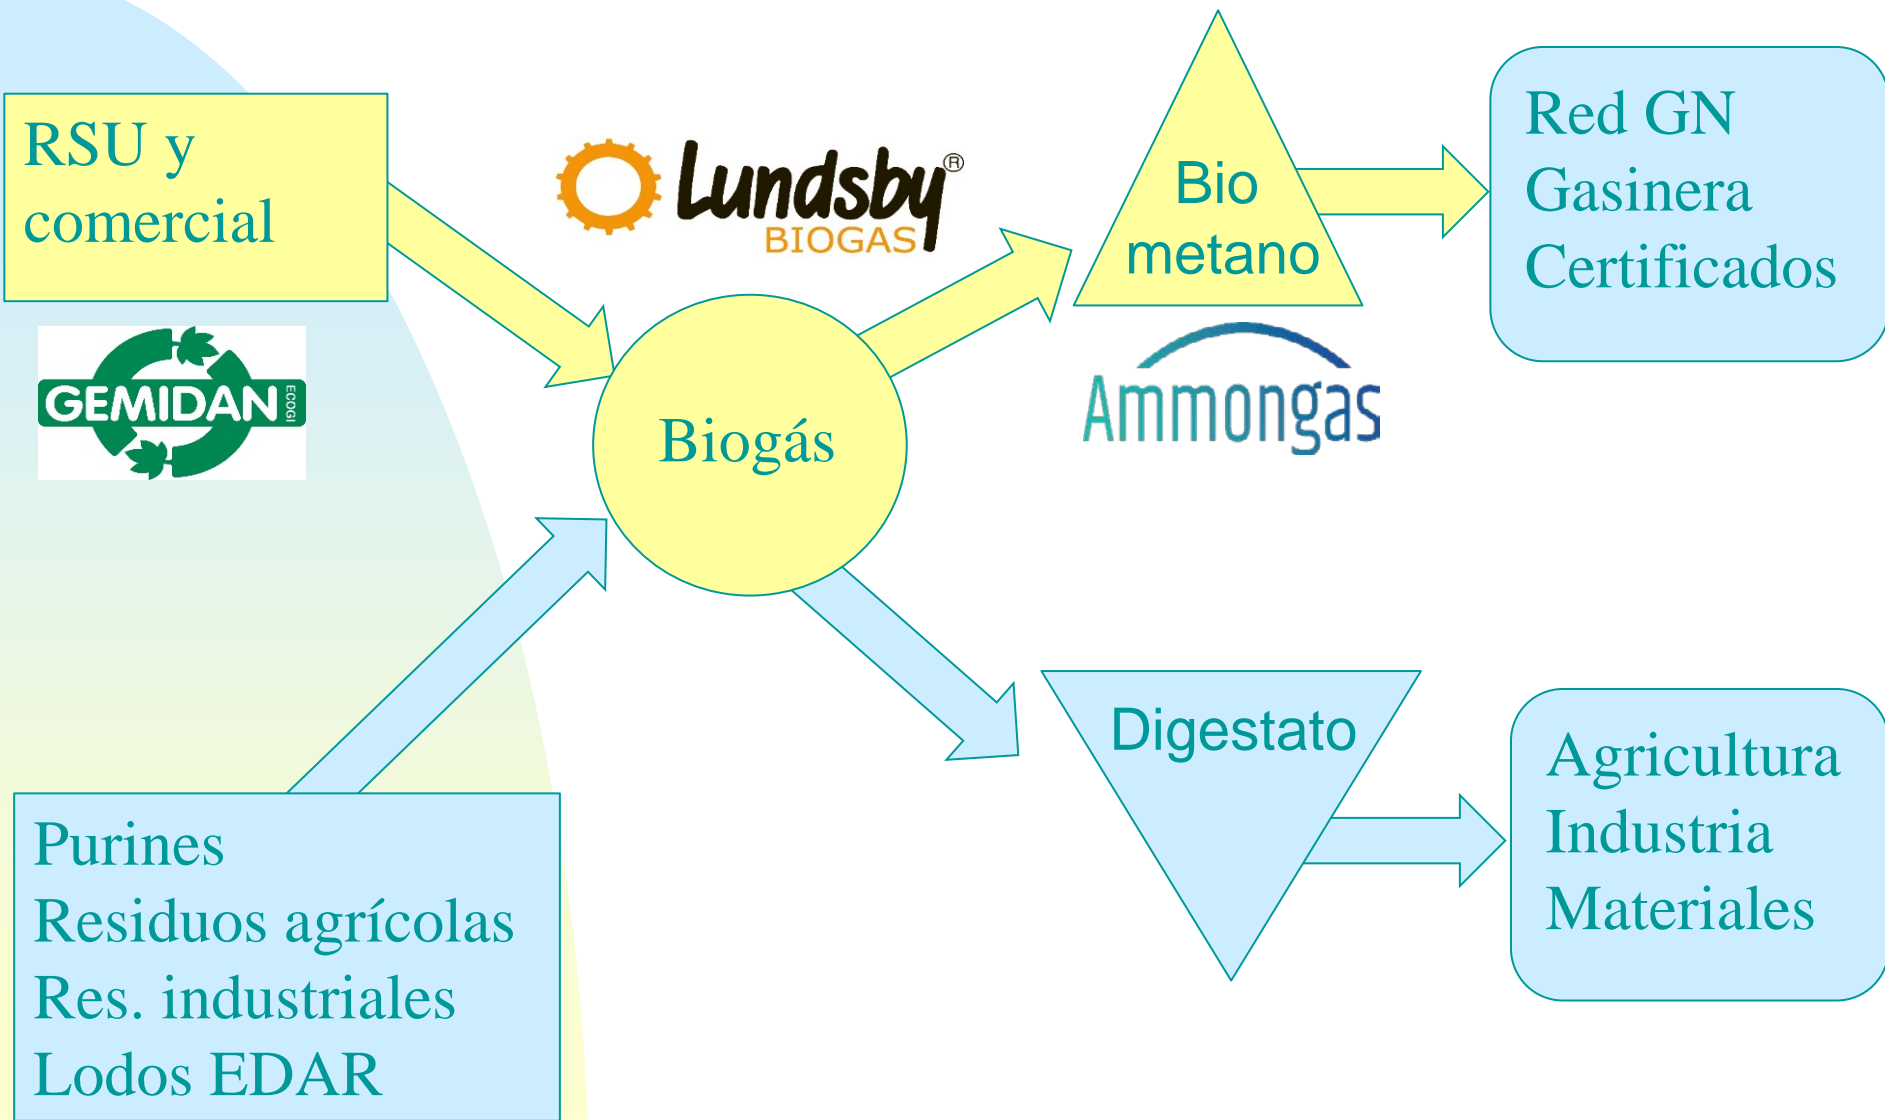 RSU y
comercial
GEMIDAN
ECOGI
Lundsby®
BIOGAS
Biogás
Bio
metano
Ammongas
Red GN
Gasinera
Certificados
Purines
Residuos agrícolas
Res. industriales
Lodos EDAR
Digestato
Agricultura
Industria
Materiales